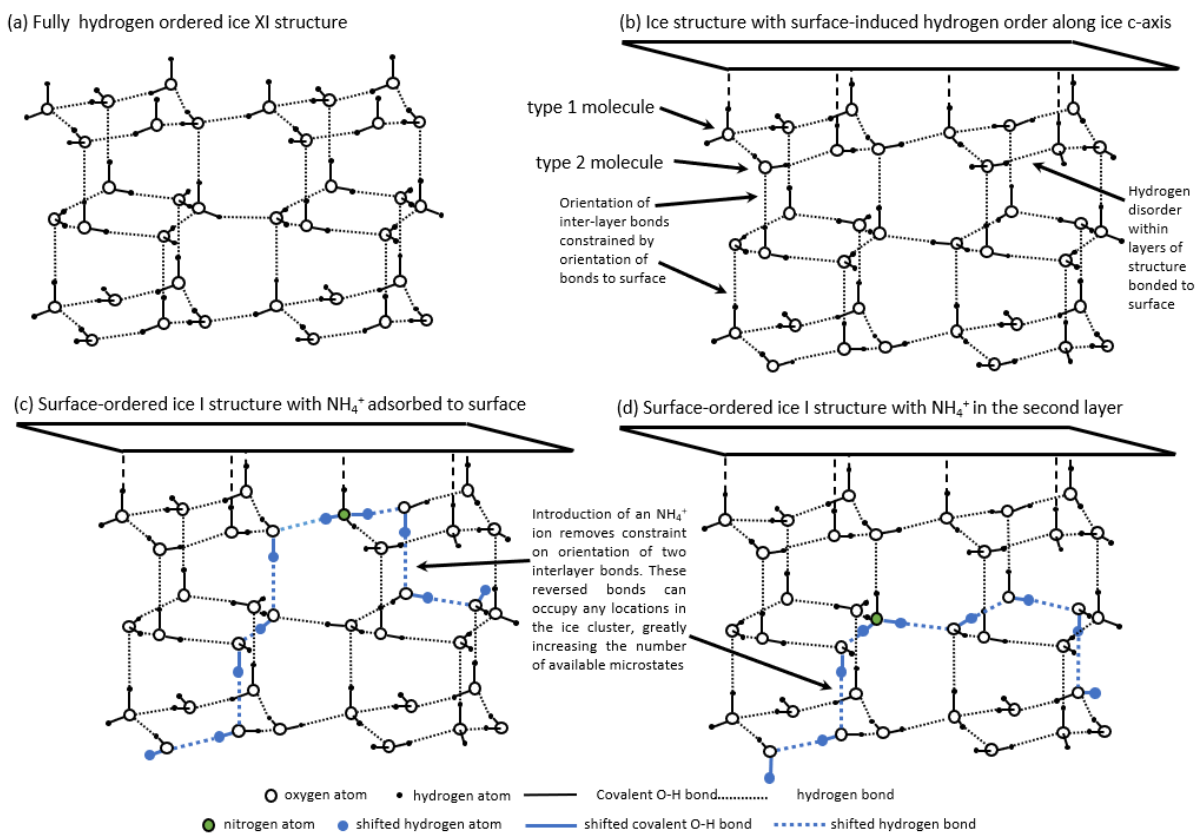 (a) Fully hydrogen ordered ice XI structure
(b) Ice structure with surface-induced hydrogen order along ice c-axis
type 1 molecule
type 2 molecule
Orientation of
inter-layer bonds
constrained by
orientation of
bonds to surface
Hydrogen
disorder
within
layers of
structure
bonded to
surface
(c) Surface-ordered ice I structure with NH₄⁺ adsorbed to surface
(d) Surface-ordered ice I structure with NH₄⁺ in the second layer
Introduction of an NH₄⁺
ion removes constraint
on orientation of two
interlayer bonds. These
reversed bonds can
occupy any locations in
the ice cluster, greatly
increasing the number
of available microstates
oxygen atom
hydrogen atom
Covalent O-H bond
hydrogen bond
nitrogen atom
shifted hydrogen atom
shifted covalent O-H bond
shifted hydrogen bond